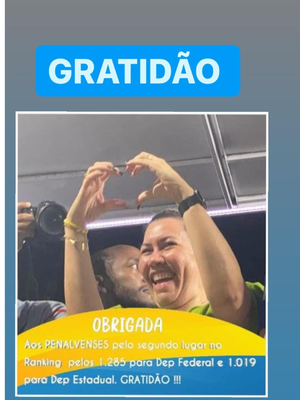 GRATIDÃO
OBRIGADA
Aos PENALVENSES pelo segundo lugar no
Ranking pelos 1.285 para Dep Federal e 1.019
para Dep Estadual. GRATIDÃO !!!